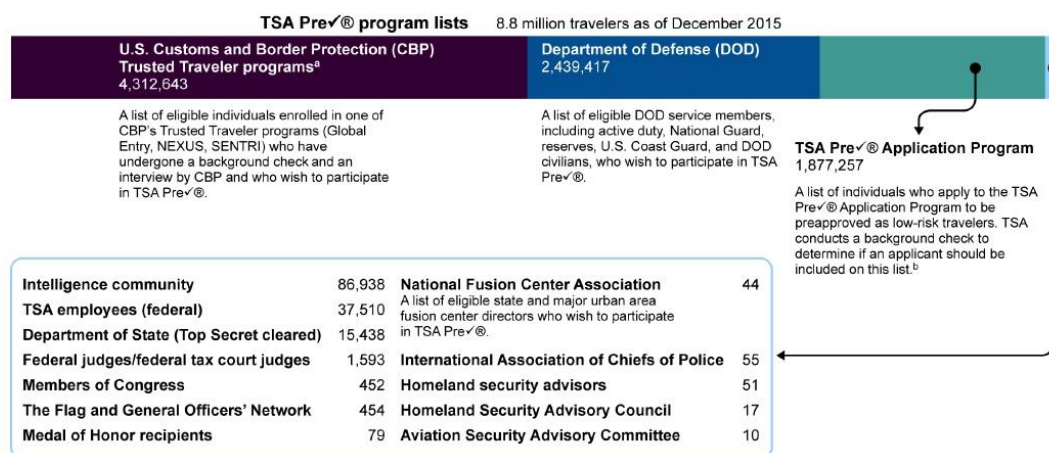 TSA Pre✓® program lists 8.8 million travelers as of December 2015
U.S. Customs and Border Protection (CBP)
Trusted Traveler programsᵃ
4,312,643
Department of Defense (DOD)
2,439,417
A list of eligible individuals enrolled in one of
CBP's Trusted Traveler programs (Global
Entry, NEXUS, SENTRI) who have
undergone a background check and an
interview by CBP and who wish to participate
in TSA Pre✓®.
A list of eligible DOD service members,
including active duty, National Guard,
reserves, U.S. Coast Guard, and DOD
civilians, who wish to participate in TSA
Pre✓®.
TSA Pre✓® Application Program
1,877,257
A list of individuals who apply to the TSA
Pre✓® Application Program to be
preapproved as low-risk travelers. TSA
conducts a background check to
determine if an applicant should be
included on this list.ᵇ
Intelligence community 86,938
TSA employees (federal) 37,510
Department of State (Top Secret cleared) 15,438
Federal judges/federal tax court judges 1,593
Members of Congress 452
The Flag and General Officers' Network 454
Medal of Honor recipients 79
National Fusion Center Association 44
A list of eligible state and major urban area
fusion center directors who wish to participate
in TSA Pre✓®.
International Association of Chiefs of Police 55
Homeland security advisors 51
Homeland Security Advisory Council 17
Aviation Security Advisory Committee 10